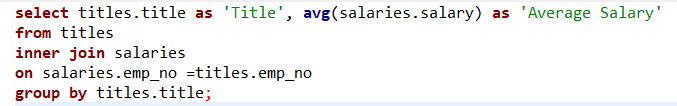 select titles.title as 'Title', avg(salaries.salary) as 'Average Salary'
from titles
inner join salaries
on salaries.emp_no =titles.emp_no
group by titles.title;